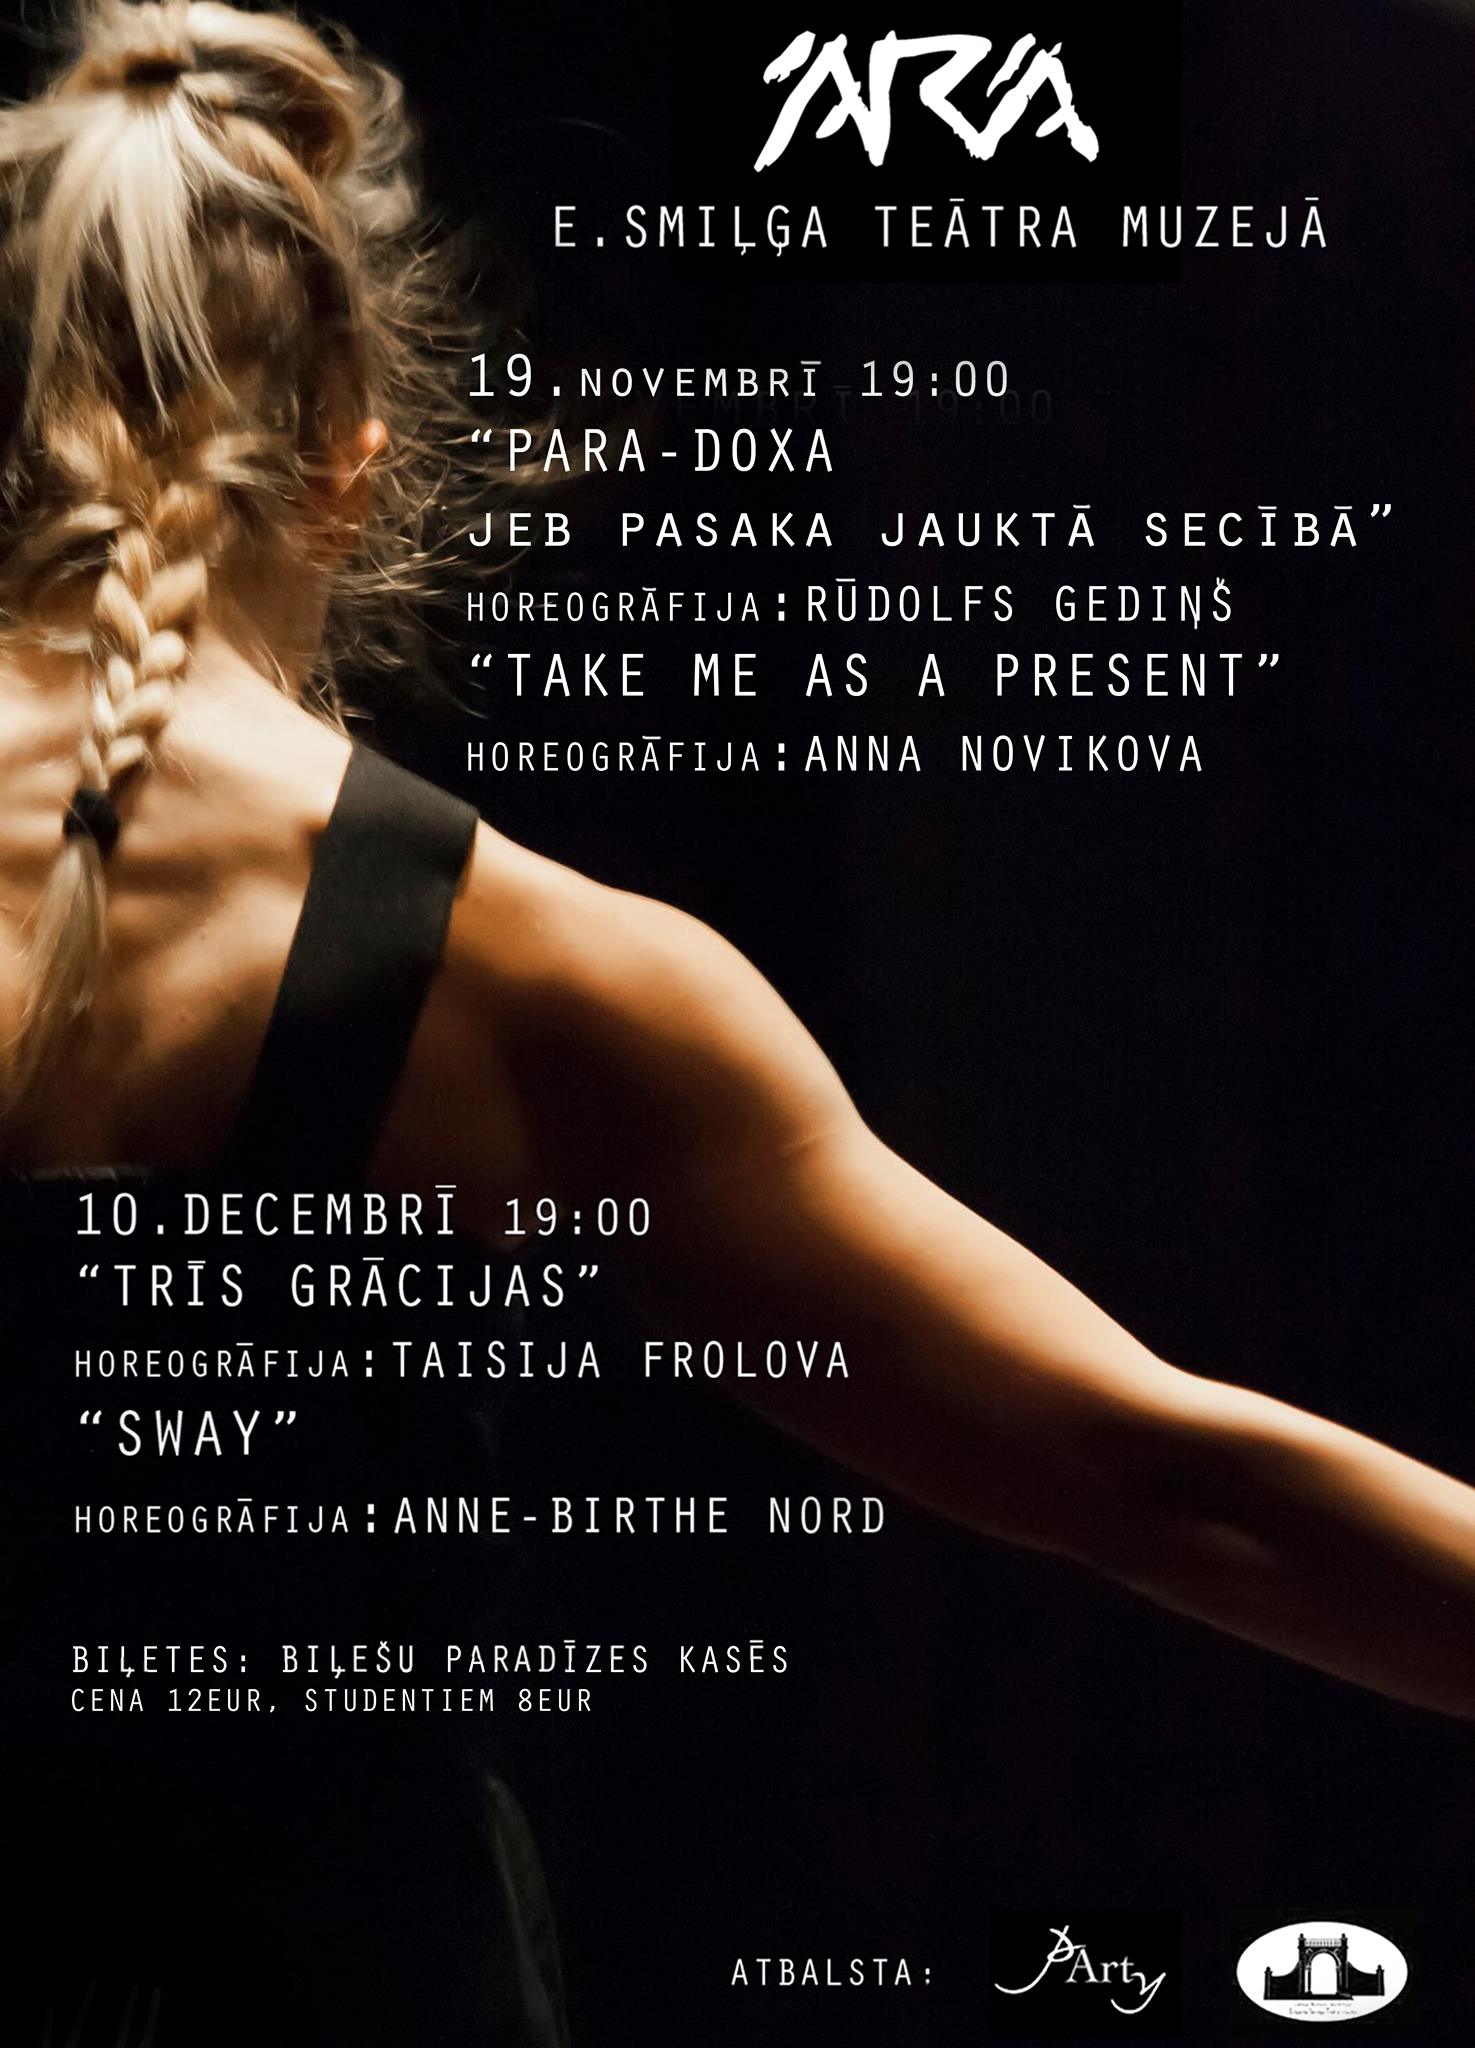 ĀRĀ
E.SMIĻĢA TEĀTRA MUZEJĀ
19.NOVEMBRĪ 19:00
“PARA-DOXA
JEB PASAKA JAUKTĀ SECĪBĀ”
HOREOGRĀFIJA:RŪDOLFS GEDIŅŠ
“TAKE ME AS A PRESENT”
HOREOGRĀFIJA:ANNA NOVIKOVA
10.DECEMBRĪ 19:00
“TRĪS GRĀCIJAS”
HOREOGRĀFIJA:TAISIJA FROLOVA
“SWAY”
HOREOGRĀFIJA:ANNE-BIRTHE NORD
BIĻETES: BIĻEŠU PARADĪZES KASĒS
CENA 12EUR, STUDENTIEM 8EUR
ATBALSTA:
pArty